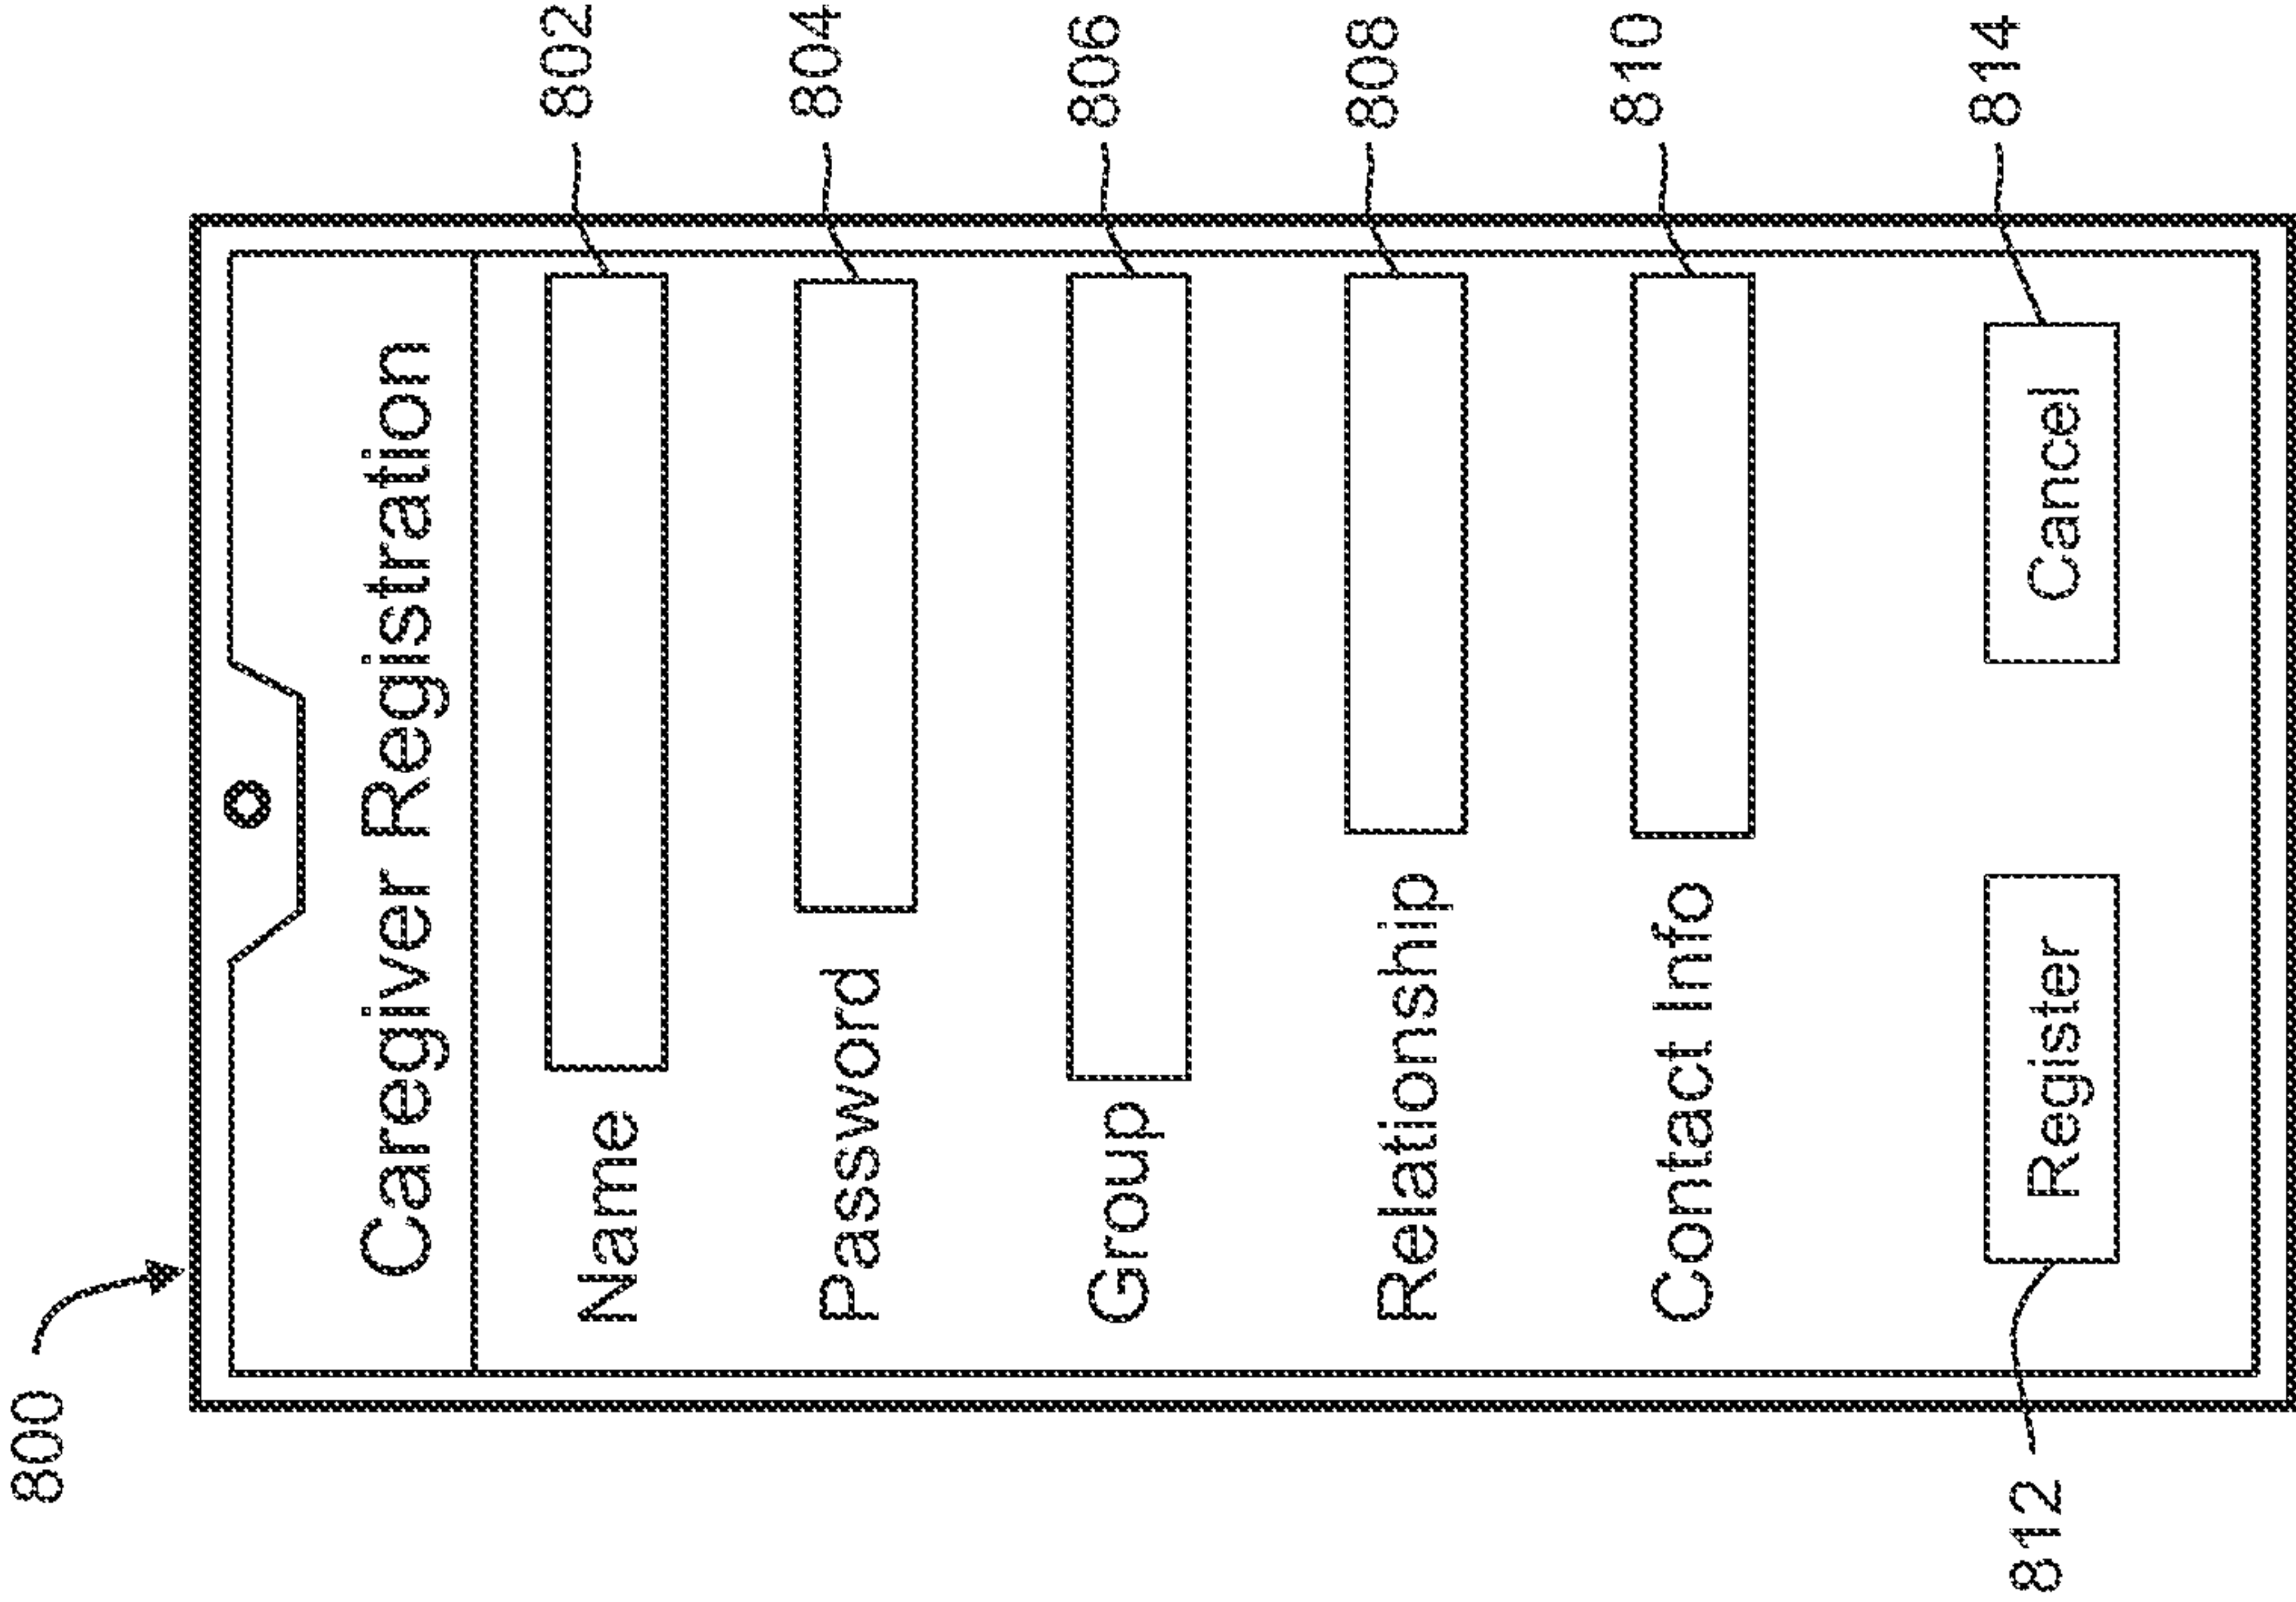 800
Caregiver Registration
Name 802
Password 804
Group 806
Relationship 808
Contact Info 810
Register Cancel 814
812